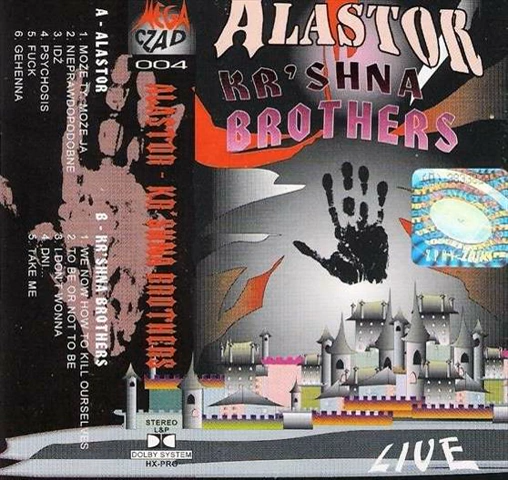 MEGA
CZAD
004
A - ALASTOR
1. MOŻE TY MOŻE JA
2. NIEPRAWDOPODOBNE
3. IDŹ
4. PSYCHOSIS
5. FUCK
6. GEHENNA
B - KR'SHNA BROTHERS
1. WE NOW HOW TO KILL OURSELVES
2. TO BE OR NOT TO BE
3. I DON'T WONNA
4. DNI...
5. TAKE ME
ALASTOR - KR'SHNA BROTHERS
STEREO
L&P
DOLBY SYSTEM
HX-PRO
ALASTOR
KR'SHNA
BROTHERS
LIVE